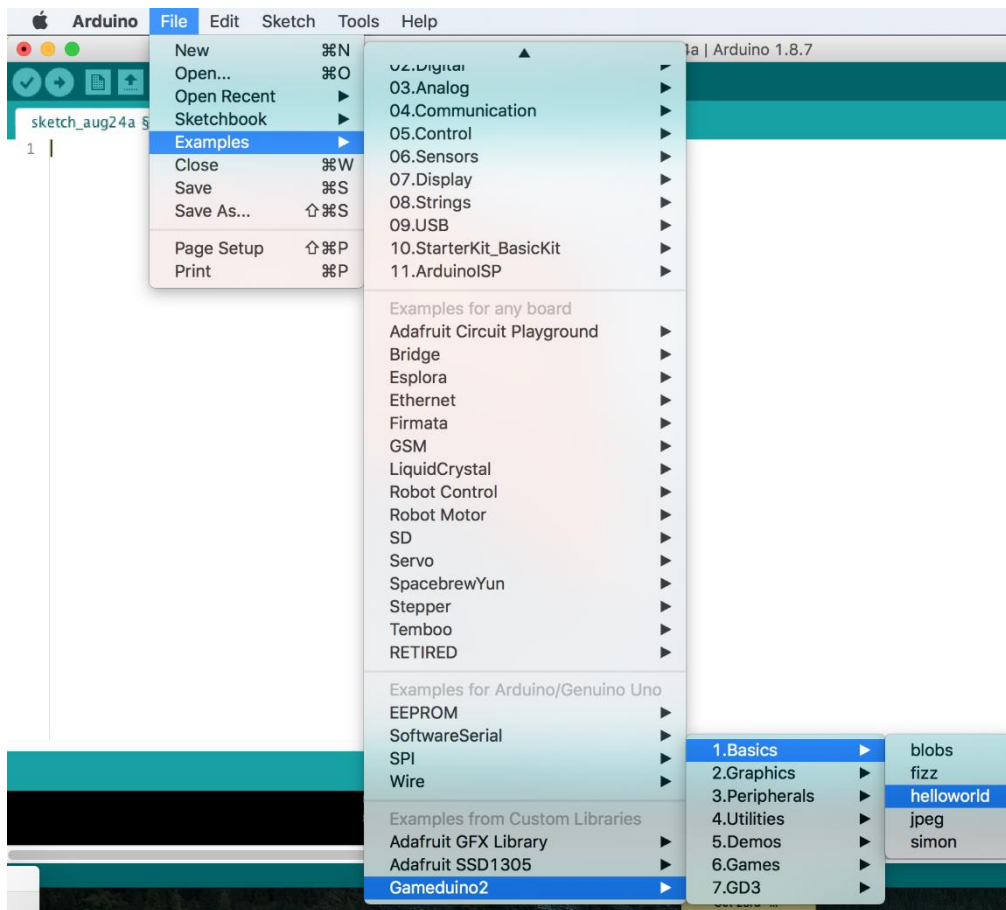 Arduino File Edit Sketch Tools Help
New ⌘N
Open... ⌘O
Open Recent ▶
Sketchbook ▶
Examples ▶
Close ⌘W
Save ⌘S
Save As... ⇧⌘S
Page Setup ⇧⌘P
Print ⌘P
4a | Arduino 1.8.7
sketch_aug24a §
1
02.Digital ▶
03.Analog ▶
04.Communication ▶
05.Control ▶
06.Sensors ▶
07.Display ▶
08.Strings ▶
09.USB ▶
10.StarterKit_BasicKit ▶
11.ArduinoISP ▶
Examples for any board
Adafruit Circuit Playground ▶
Bridge ▶
Esplora ▶
Ethernet ▶
Firmata ▶
GSM ▶
LiquidCrystal ▶
Robot Control ▶
Robot Motor ▶
SD ▶
Servo ▶
SpacebrewYun ▶
Stepper ▶
Temboo ▶
RETIRED ▶
Examples for Arduino/Genuino Uno
EEPROM ▶
SoftwareSerial ▶
SPI ▶
Wire ▶
Examples from Custom Libraries
Adafruit GFX Library ▶
Adafruit SSD1305 ▶
Gameduino2 ▶
1.Basics ▶
2.Graphics ▶
3.Peripherals ▶
4.Utilities ▶
5.Demos ▶
6.Games ▶
7.GD3 ▶
blobs
fizz
helloworld
jpeg
simon